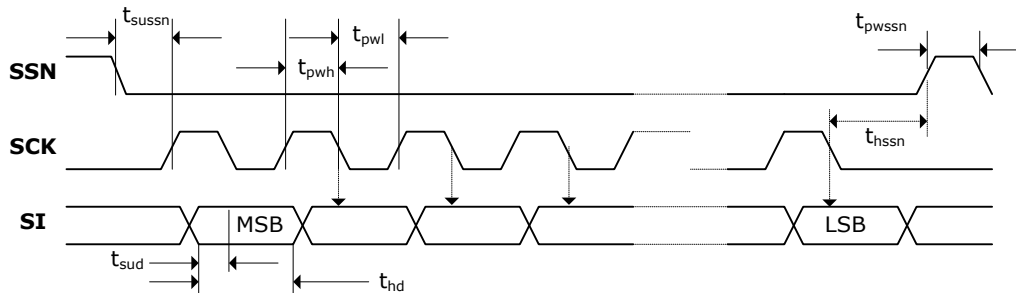 t_sussn
t_pwl
t_pwssn
SSN
t_pwh
SCK
t_hssn
SI
MSB
LSB
t_sud
t_hd